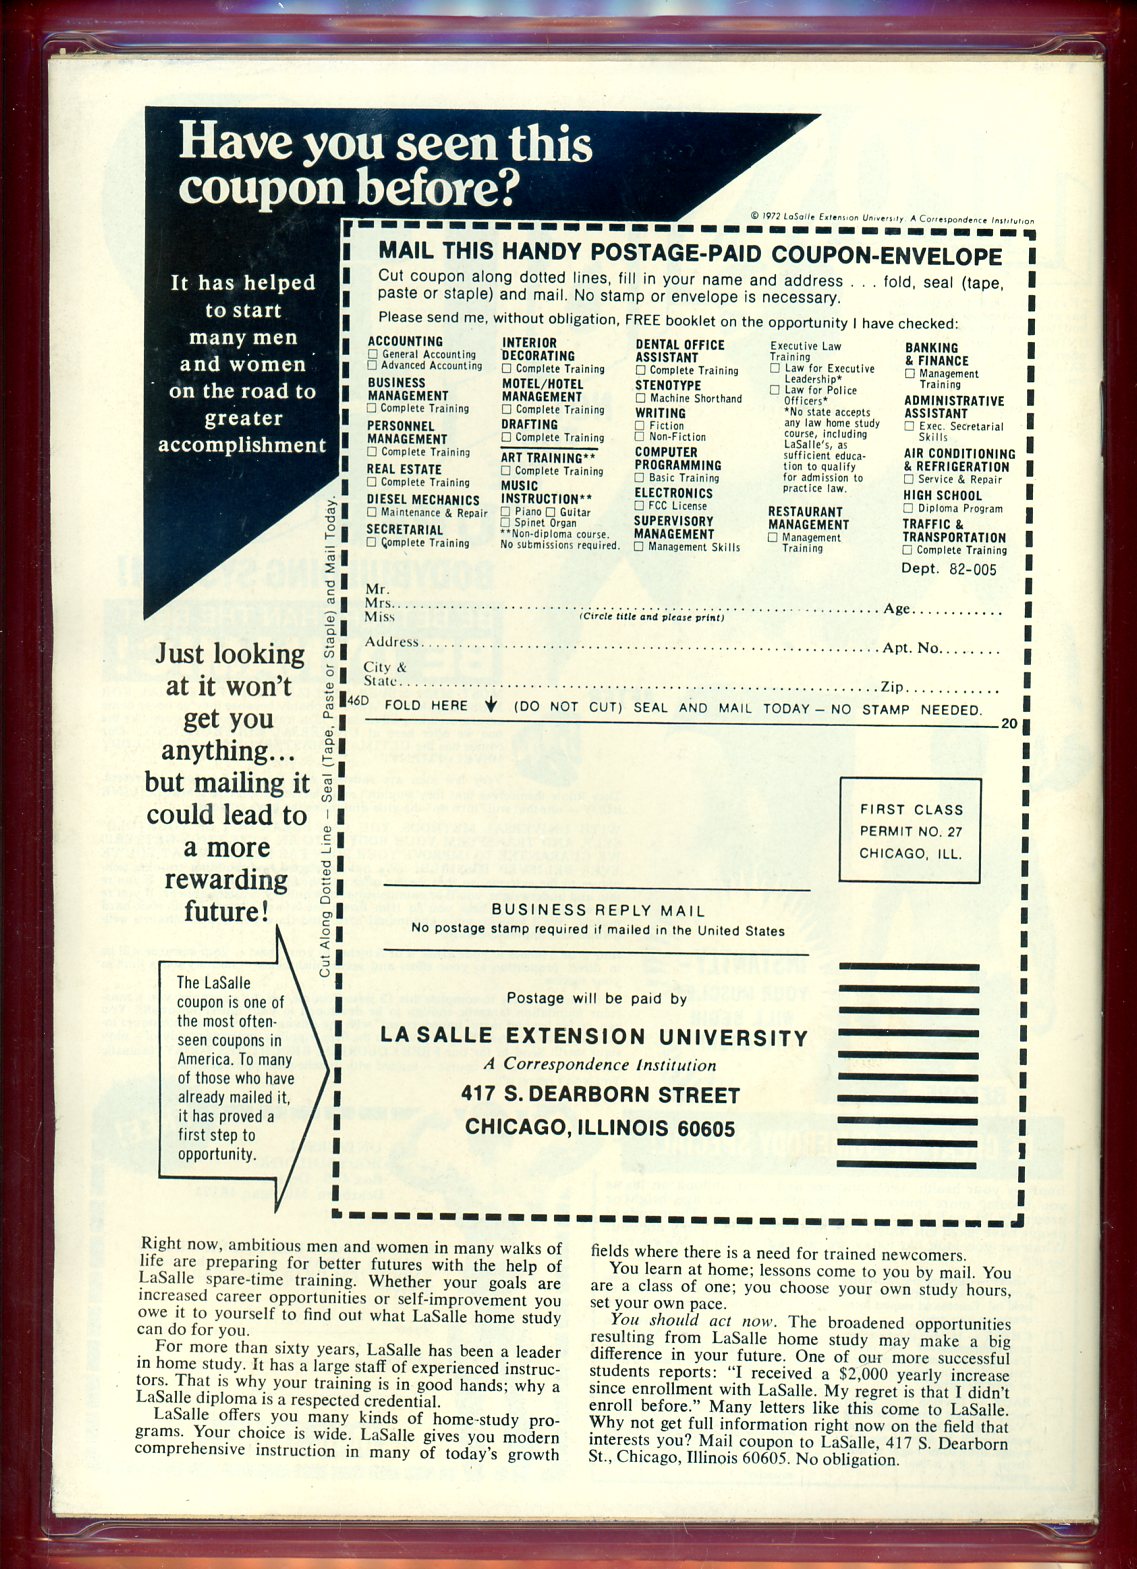 Have you seen this
coupon before?
© 1972 LaSalle Extension University. A Correspondence Institution
It has helped
to start
many men
and women
on the road to
greater
accomplishment
MAIL THIS HANDY POSTAGE-PAID COUPON-ENVELOPE
Cut coupon along dotted lines, fill in your name and address . . . fold, seal (tape,
paste or staple) and mail. No stamp or envelope is necessary.
Please send me, without obligation, FREE booklet on the opportunity I have checked:
ACCOUNTING
☐ General Accounting
☐ Advanced Accounting
BUSINESS
MANAGEMENT
☐ Complete Training
PERSONNEL
MANAGEMENT
☐ Complete Training
REAL ESTATE
☐ Complete Training
DIESEL MECHANICS
☐ Maintenance & Repair
SECRETARIAL
☐ Complete Training
INTERIOR
DECORATING
☐ Complete Training
MOTEL/HOTEL
MANAGEMENT
☐ Complete Training
DRAFTING
☐ Complete Training
ART TRAINING**
☐ Complete Training
MUSIC
INSTRUCTION**
☐ Piano ☐ Guitar
☐ Spinet Organ
**Non-diploma course.
No submissions required.
DENTAL OFFICE
ASSISTANT
☐ Complete Training
STENOTYPE
☐ Machine Shorthand
WRITING
☐ Fiction
☐ Non-Fiction
COMPUTER
PROGRAMMING
☐ Basic Training
ELECTRONICS
☐ FCC License
SUPERVISORY
MANAGEMENT
☐ Management Skills
Executive Law
Training
☐ Law for Executive
Leadership*
☐ Law for Police
Officers*
*No state accepts
any law home study
course, including
LaSalle's, as
sufficient educa-
tion to qualify
for admission to
practice law.
RESTAURANT
MANAGEMENT
☐ Management
Training
BANKING
& FINANCE
☐ Management
Training
ADMINISTRATIVE
ASSISTANT
☐ Exec. Secretarial
Skills
AIR CONDITIONING
& REFRIGERATION
☐ Service & Repair
HIGH SCHOOL
☐ Diploma Program
TRAFFIC &
TRANSPORTATION
☐ Complete Training
Dept. 82-005
Mr.
Mrs. Age
Miss (Circle title and please print)
Address Apt. No.
City &
State Zip
46D FOLD HERE ↓ (DO NOT CUT) SEAL AND MAIL TODAY – NO STAMP NEEDED.
20
Cut Along Dotted Line – Seal (Tape, Paste or Staple) and Mail Today.
Just looking
at it won't
get you
anything...
but mailing it
could lead to
a more
rewarding
future!
The LaSalle
coupon is one of
the most often-
seen coupons in
America. To many
of those who have
already mailed it,
it has proved a
first step to
opportunity.
FIRST CLASS
PERMIT NO. 27
CHICAGO, ILL.
BUSINESS REPLY MAIL
No postage stamp required if mailed in the United States
Postage will be paid by
LA SALLE EXTENSION UNIVERSITY
A Correspondence Institution
417 S. DEARBORN STREET
CHICAGO, ILLINOIS 60605
Right now, ambitious men and women in many walks of
life are preparing for better futures with the help of
LaSalle spare-time training. Whether your goals are
increased career opportunities or self-improvement you
owe it to yourself to find out what LaSalle home study
can do for you.
For more than sixty years, LaSalle has been a leader
in home study. It has a large staff of experienced instruc-
tors. That is why your training is in good hands; why a
LaSalle diploma is a respected credential.
LaSalle offers you many kinds of home-study pro-
grams. Your choice is wide. LaSalle gives you modern
comprehensive instruction in many of today's growth
fields where there is a need for trained newcomers.
You learn at home; lessons come to you by mail. You
are a class of one; you choose your own study hours,
set your own pace.
You should act now. The broadened opportunities
resulting from LaSalle home study may make a big
difference in your future. One of our more successful
students reports: "I received a $2,000 yearly increase
since enrollment with LaSalle. My regret is that I didn't
enroll before." Many letters like this come to LaSalle.
Why not get full information right now on the field that
interests you? Mail coupon to LaSalle, 417 S. Dearborn
St., Chicago, Illinois 60605. No obligation.